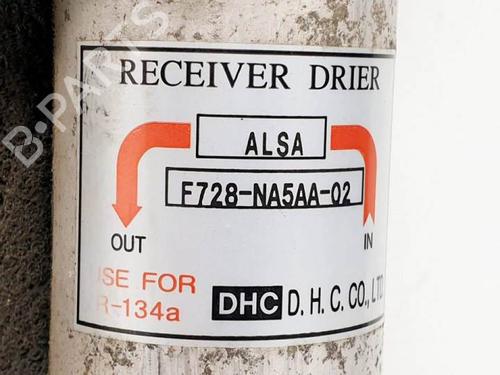 RECEIVER DRIER
ALSA
F728-NA5AA-02
OUT
IN
USE FOR
R-134a
DHC D. H. C. CO., LTD
B-PARTS